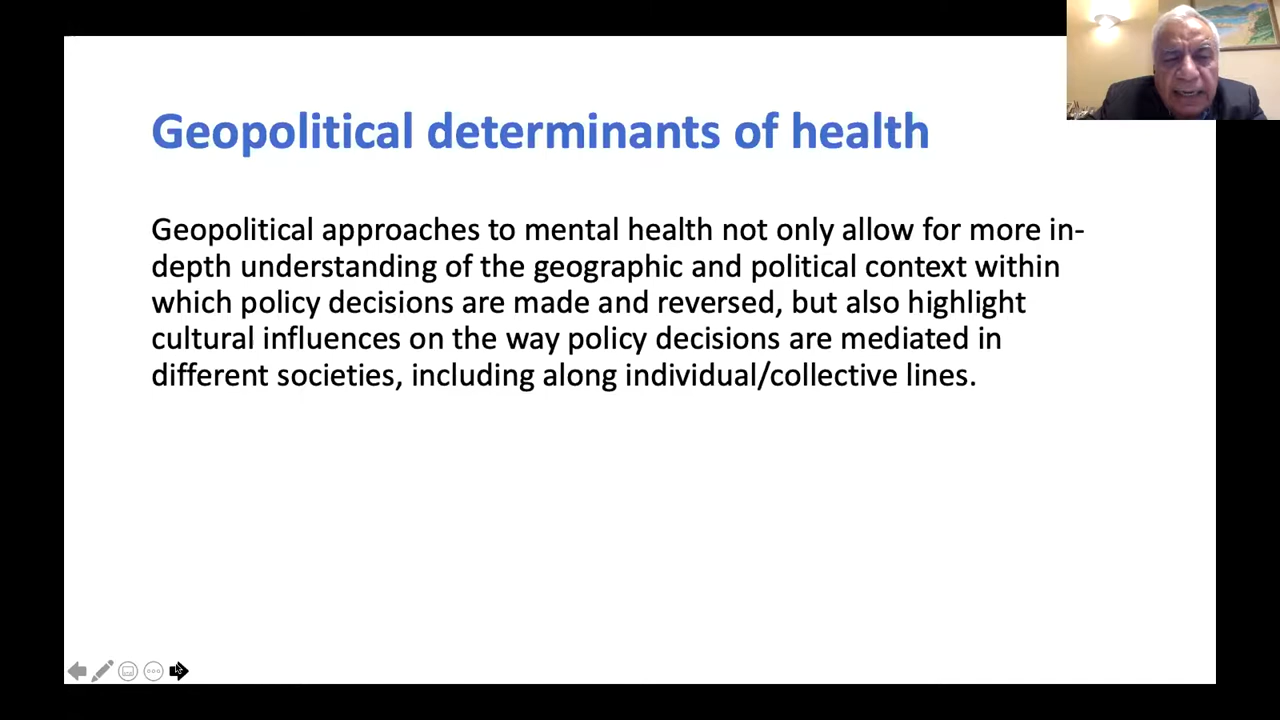 Geopolitical determinants of health
Geopolitical approaches to mental health not only allow for more in-
depth understanding of the geographic and political context within
which policy decisions are made and reversed, but also highlight
cultural influences on the way policy decisions are mediated in
different societies, including along individual/collective lines.